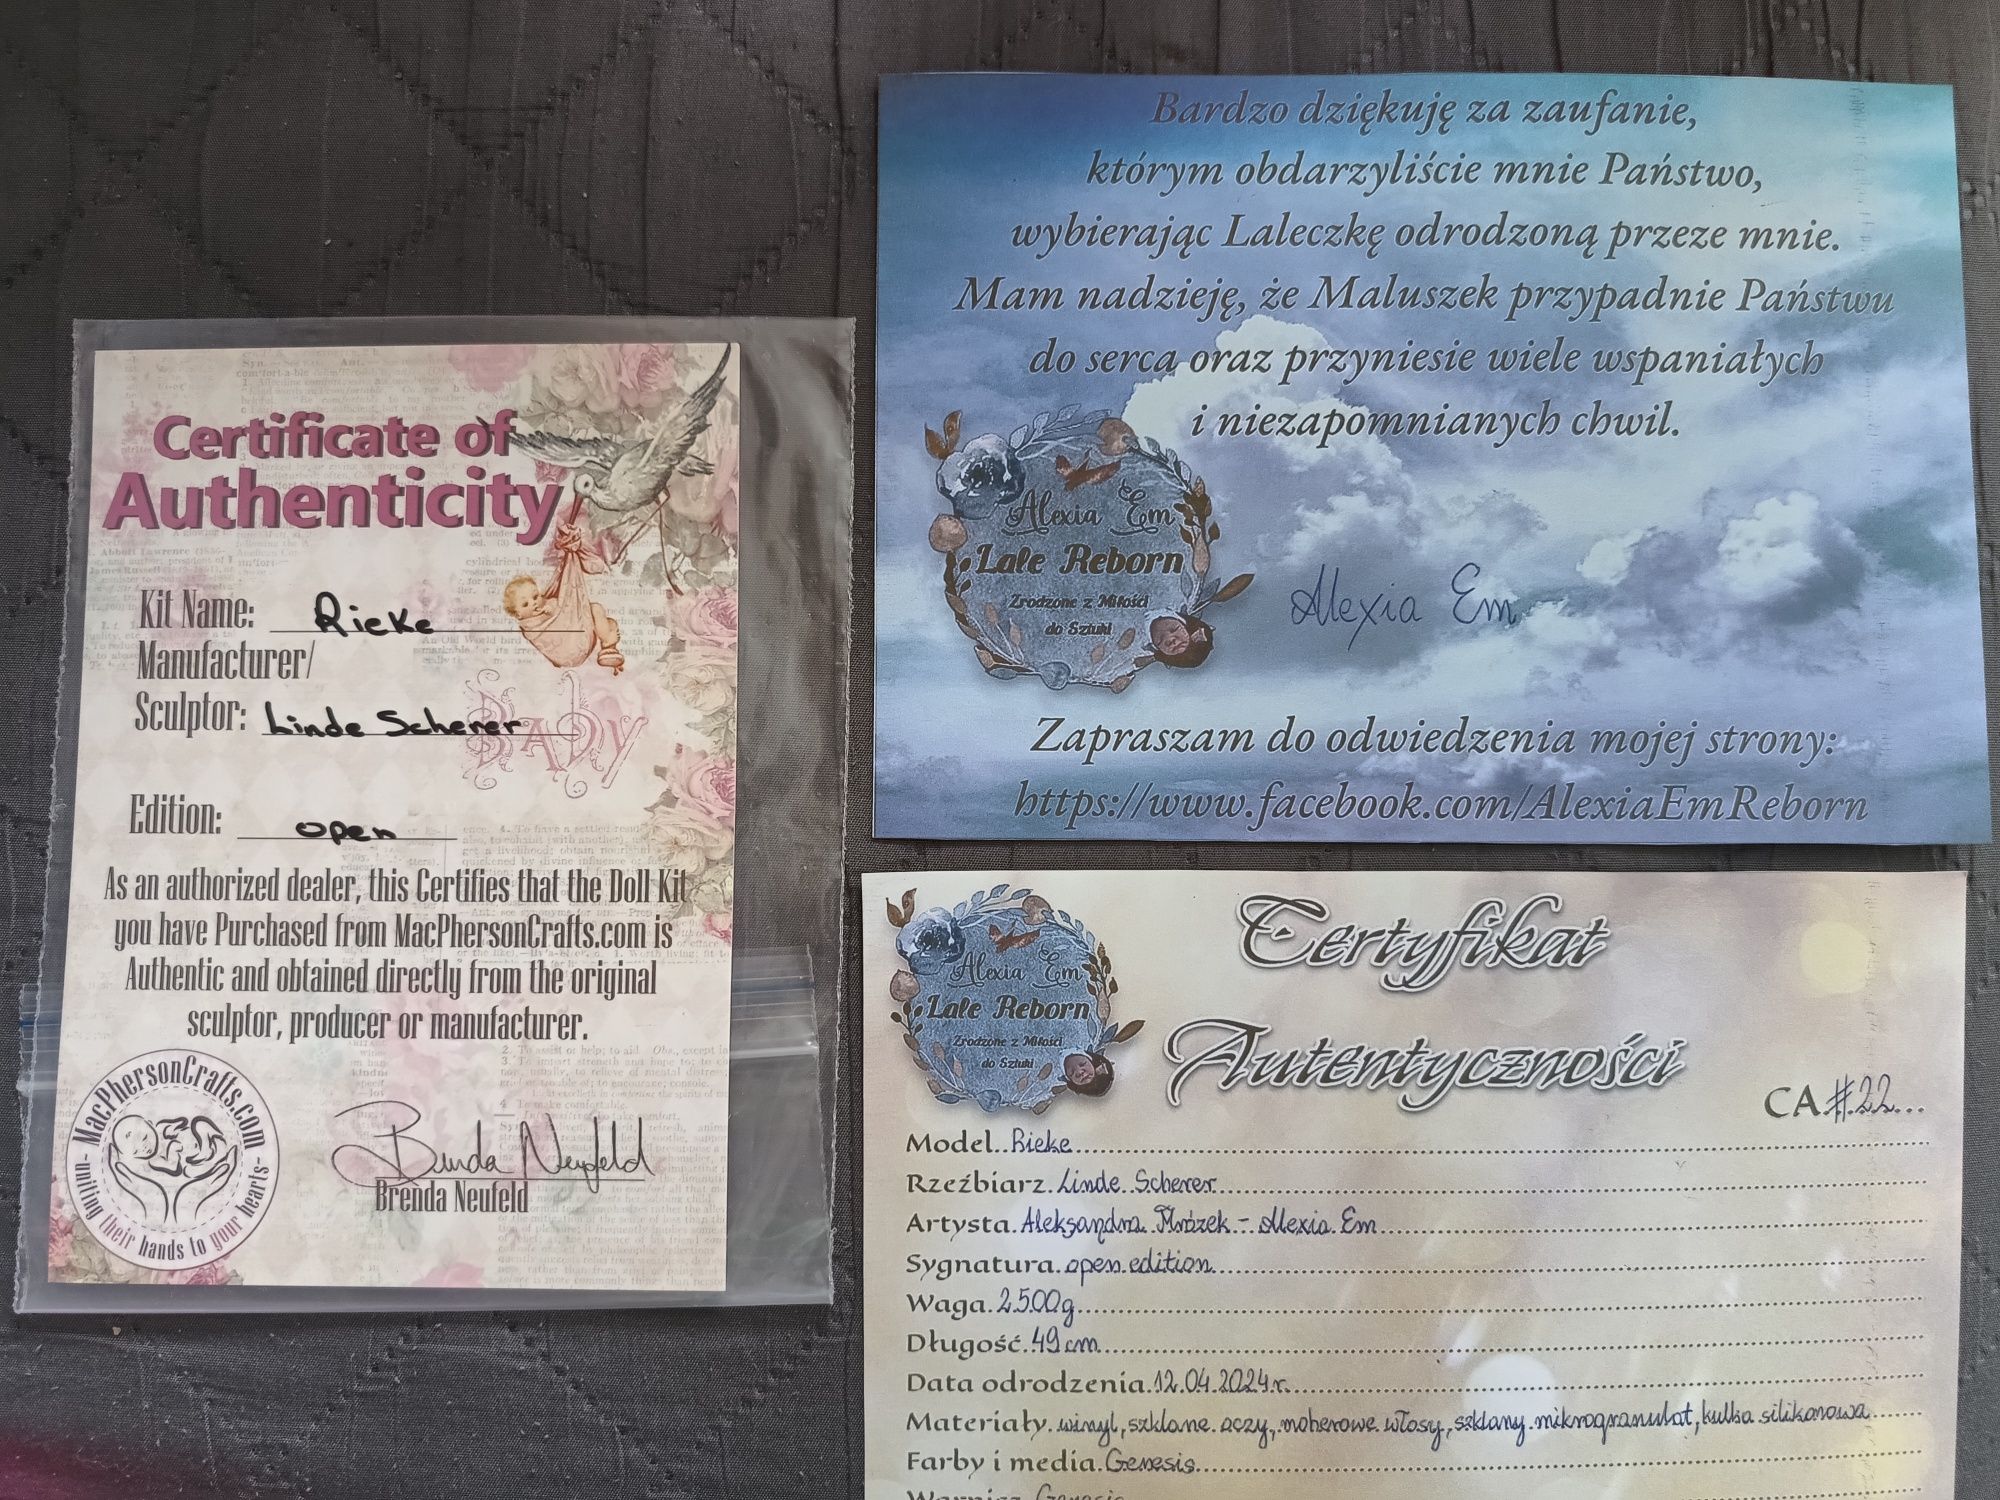 Certificate of
Authenticity
Kit Name: Rieke
Manufacturer/
Sculptor: Linde Scherer
Baby
Edition: open
As an authorized dealer, this Certifies that the Doll Kit
you have Purchased from MacPhersonCrafts.com is
Authentic and obtained directly from the original
sculptor, producer or manufacturer.
MacPhersonCrafts.com
- uniting their hands to your hearts -
Brenda Neufeld
Brenda Neufeld
Bardzo dziękuję za zaufanie,
którym obdarzyliście mnie Państwo,
wybierając Laleczkę odrodzoną przeze mnie.
Mam nadzieję, że Maluszek przypadnie Państwu
do serca oraz przyniesie wiele wspaniałych
i niezapomnianych chwil.
Alexia Em
Lale Reborn
Zrodzone z Miłości
do Sztuki
Alexia Em
Zapraszam do odwiedzenia mojej strony:
https://www.facebook.com/AlexiaEmReborn
Alexia Em
Lale Reborn
Zrodzone z Miłości
do Sztuki
Certyfikat
Autentyczności
CA #22...
Model Rieke
Rzeźbiarz Linde Scherer
Artysta Aleksandra Mrózek - Alexia Em
Sygnatura open edition
Waga 2500g
Długość 49 cm
Data odrodzenia 12.04.2024r.
Materiały winyl, szklane oczy, moherowe włosy, szklany mikrogranulat, kulka silikonowa
Farby i media Genesis
Warnisz Genesis